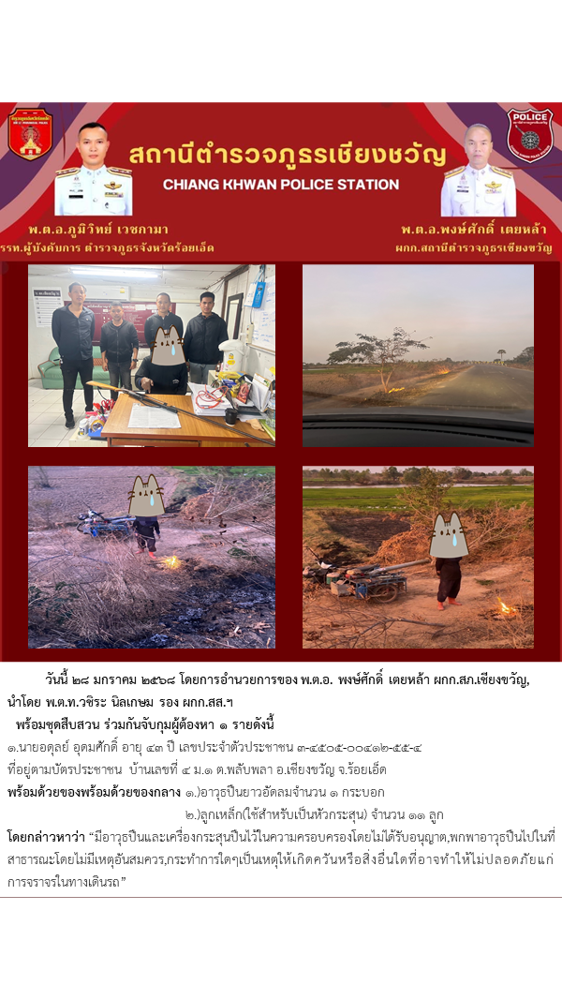 สถานีตำรวจภูธรเชียงขวัญ
CHIANG KHWAN POLICE STATION
POLICE
พ.ต.อ.ภูมิวิทย์ เวชกามา
รรท.ผู้บังคับการ ตำรวจภูธรจังหวัดร้อยเอ็ด
พ.ต.อ.พงษ์ศักดิ์ เตยหล้า
ผกก.สถานีตำรวจภูธรเชียงขวัญ
วันนี้ ๒๘ มกราคม ๒๕๖๘ โดยการอำนวยการของ พ.ต.อ. พงษ์ศักดิ์ เตยหล้า ผกก.สภ.เชียงขวัญ,
นำโดย พ.ต.ท.วชิระ นิลเกษม รอง ผกก.สส.ฯ
พร้อมชุดสืบสวน ร่วมกันจับกุมผู้ต้องหา ๑ รายดังนี้
๑.นายอดุลย์ อุดมศักดิ์ อายุ ๔๓ ปี เลขประจำตัวประชาชน ๓-๔๕๐๕-๐๐๔๑๒-๕๕-๔
ที่อยู่ตามบัตรประชาชน บ้านเลขที่ ๔ ม.๑ ต.พลับพลา อ.เชียงขวัญ จ.ร้อยเอ็ด
พร้อมด้วยของพร้อมด้วยของกลาง ๑.)อาวุธปืนยาวอัดลมจำนวน ๑ กระบอก
๒.)ลูกเหล็ก(ใช้สำหรับเป็นหัวกระสุน) จำนวน ๑๑ ลูก
โดยกล่าวหาว่า “มีอาวุธปืนและเครื่องกระสุนปืนไว้ในความครอบครองโดยไม่ได้รับอนุญาต,พกพาอาวุธปืนไปในที่
สาธารณะโดยไม่มีเหตุอันสมควร,กระทำการใดๆเป็นเหตุให้เกิดควันหรือสิ่งอื่นใดที่อาจทำให้ไม่ปลอดภัยแก่
การจราจรในทางเดินรถ”